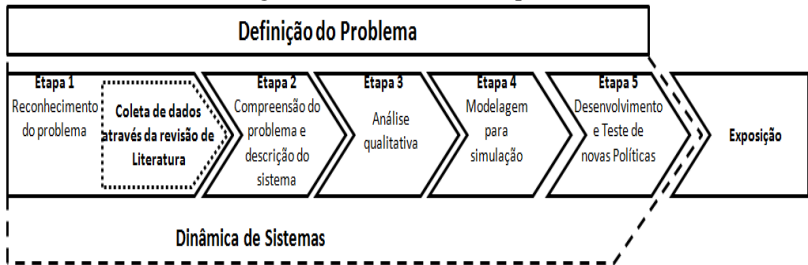 Definição do Problema
Etapa 1
Reconhecimento
do problema
Coleta de dados
através da revisão de
Literatura
Etapa 2
Compreensão do
problema e
descrição do
sistema
Etapa 3
Análise
qualitativa
Etapa 4
Modelagem
para
simulação
Etapa 5
Desenvolvimento
e Teste de
novas Políticas
Exposição
Dinâmica de Sistemas